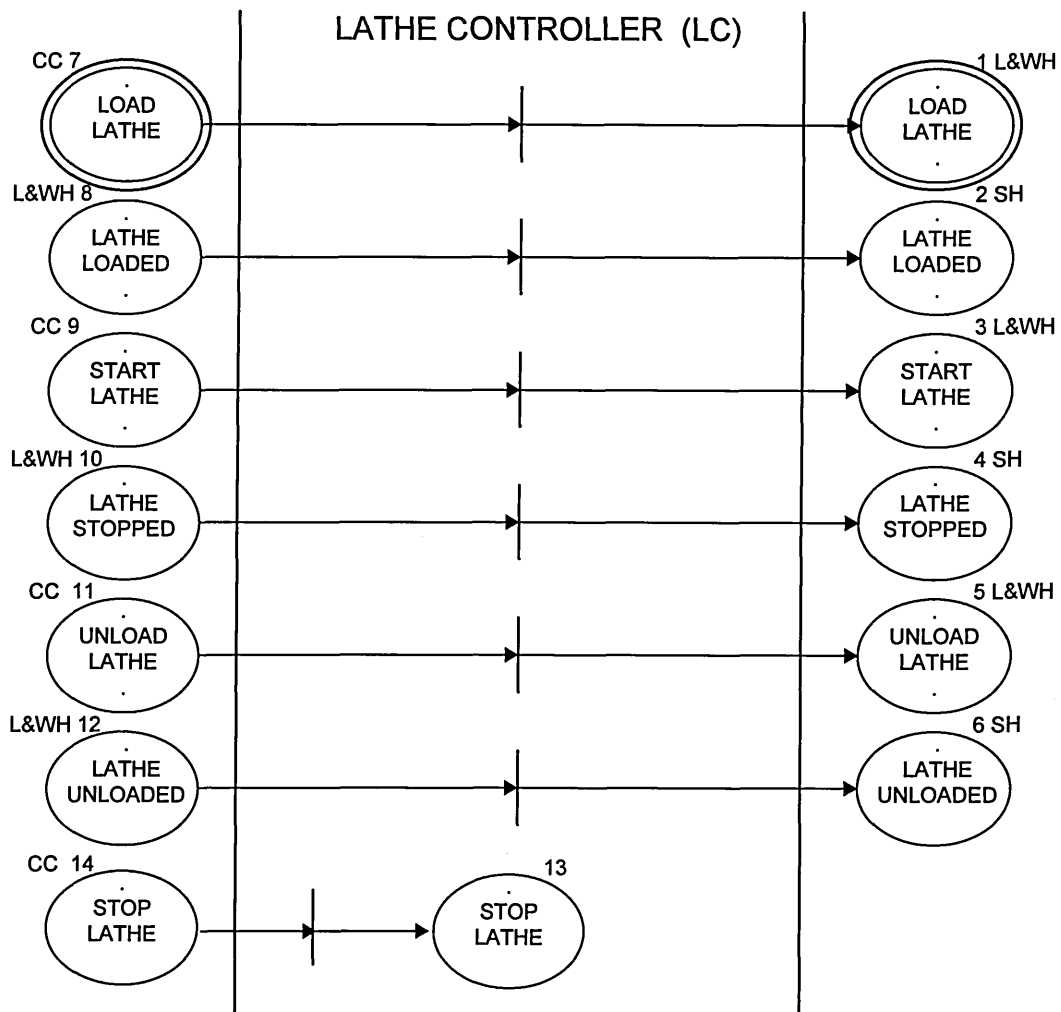 LATHE CONTROLLER (LC)
CC 7
LOAD
LATHE
1 L&WH
LOAD
LATHE
L&WH 8
LATHE
LOADED
2 SH
LATHE
LOADED
CC 9
START
LATHE
3 L&WH
START
LATHE
L&WH 10
LATHE
STOPPED
4 SH
LATHE
STOPPED
CC 11
UNLOAD
LATHE
5 L&WH
UNLOAD
LATHE
L&WH 12
LATHE
UNLOADED
6 SH
LATHE
UNLOADED
CC 14
STOP
LATHE
13
STOP
LATHE